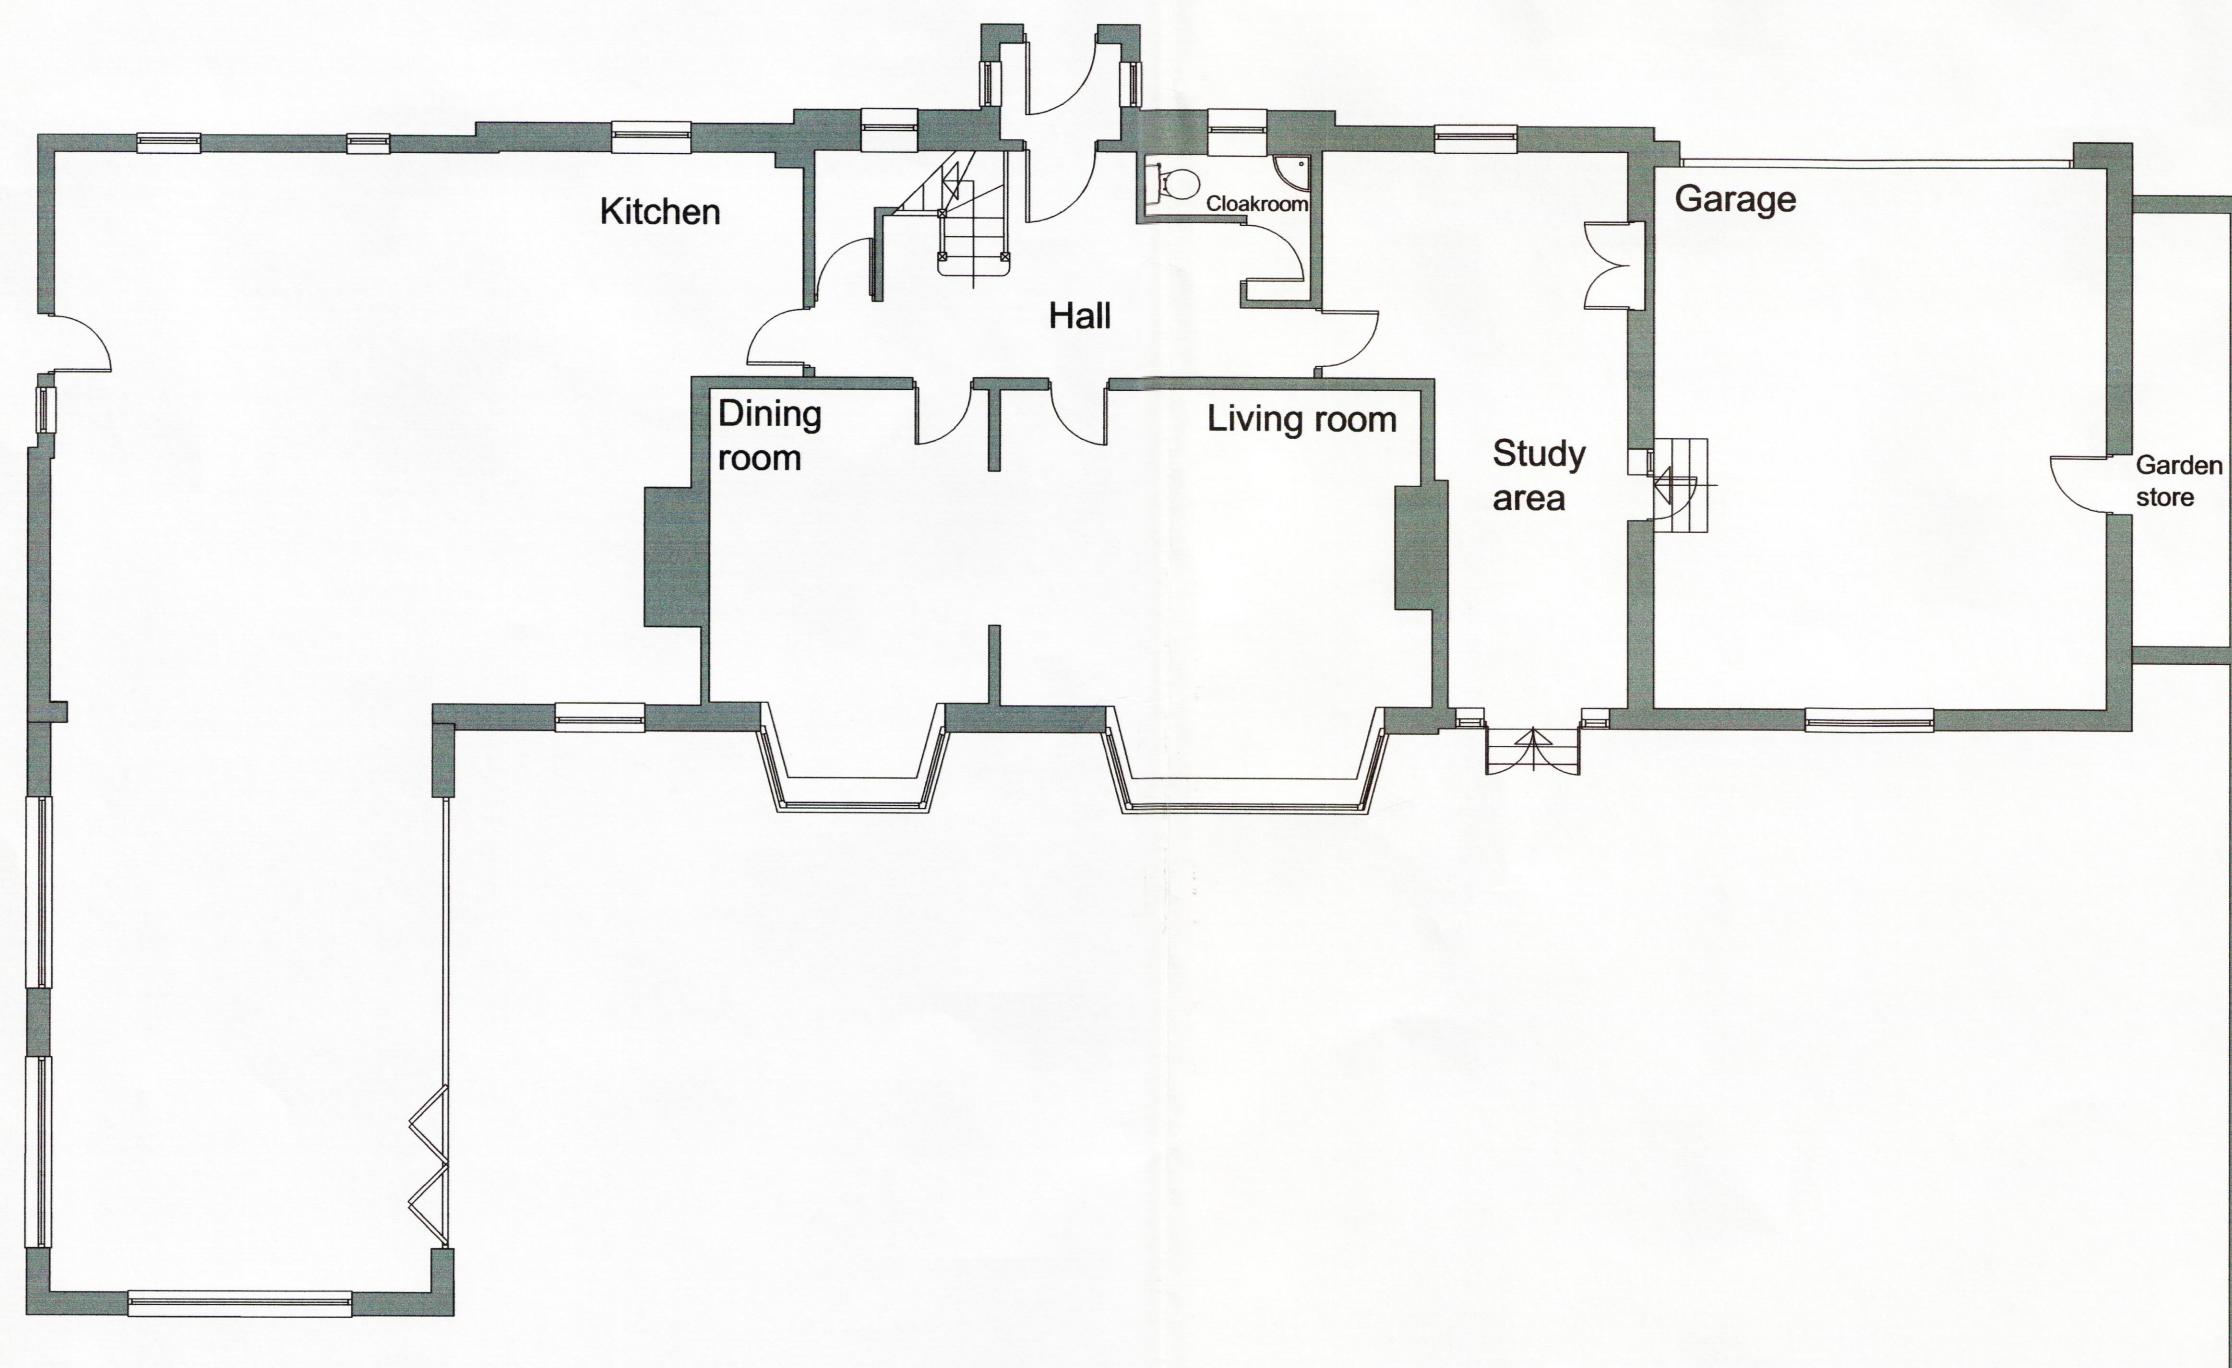 Kitchen
Cloakroom
Garage
Hall
Dining
room
Living room
Study
area
Garden
store